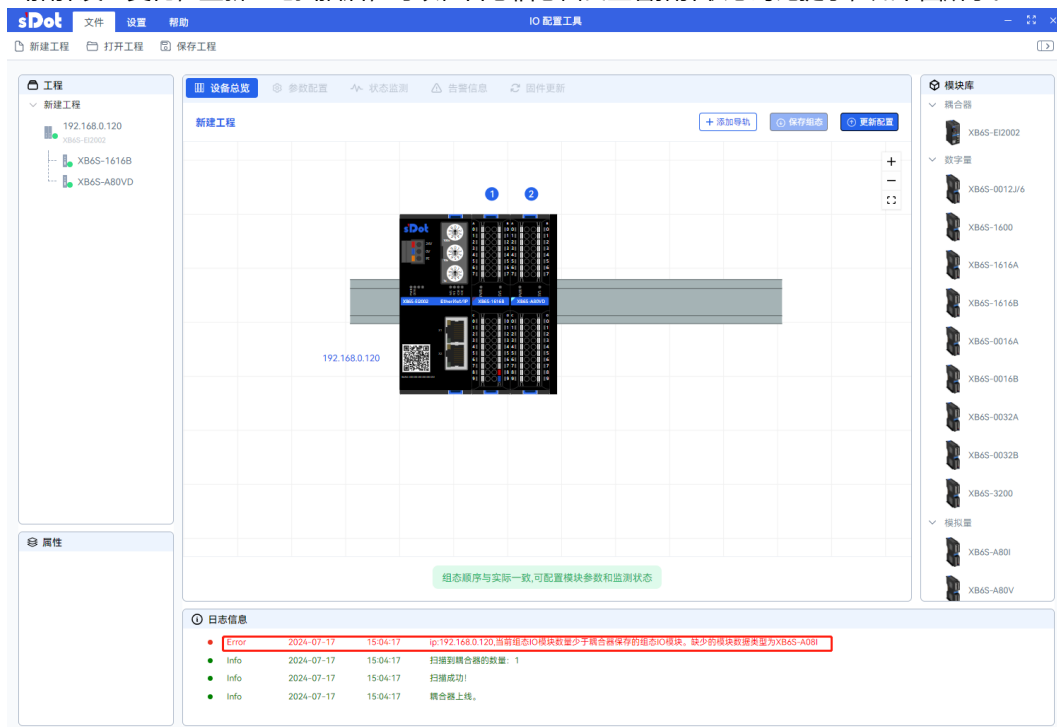 sDot 文件 设置 帮助 IO 配置工具
新建工程 打开工程 保存工程
工程
新建工程
192.168.0.120
XB6S-EI2002
XB6S-1616B
XB6S-A80VD
属性
设备总览 参数配置 状态监测 告警信息 固件更新
新建工程 + 添加导轨 保存组态 更新配置
1 2
sDot
XB6S-EI2002 EtherNet/IP XB6S-1616B XB6S-A80VD
192.168.0.120
组态顺序与实际一致,可配置模块参数和监测状态
模块库
耦合器
XB6S-EI2002
数字量
XB6S-0012J/6
XB6S-1600
XB6S-1616A
XB6S-1616B
XB6S-0016A
XB6S-0016B
XB6S-0032A
XB6S-0032B
XB6S-3200
模拟量
XB6S-A80I
XB6S-A80V
日志信息
Error 2024-07-17 15:04:17 ip:192.168.0.120,当前组态IO模块数量少于耦合器保存的组态IO模块。缺少的模块数据类型为XB6S-A08I
Info 2024-07-17 15:04:17 扫描到耦合器的数量: 1
Info 2024-07-17 15:04:17 扫描成功!
Info 2024-07-17 15:04:17 耦合器上线。